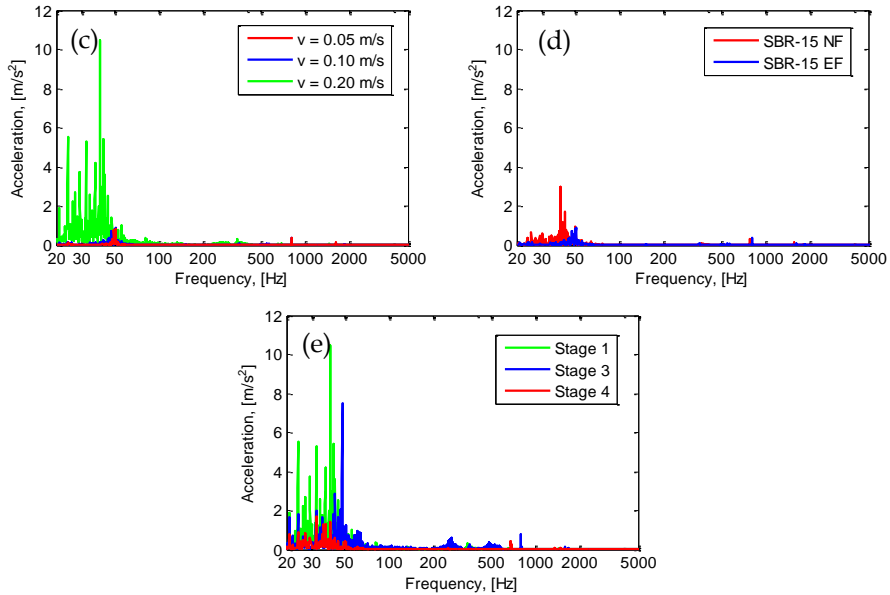 (c)
v = 0.05 m/s
v = 0.10 m/s
v = 0.20 m/s
12
10
8
6
4
2
0
Acceleration, [m/s²]
20 30 50 100 200 500 1000 2000 5000
Frequency, [Hz]
(d)
SBR-15 NF
SBR-15 EF
12
10
8
6
4
2
0
Acceleration, [m/s²]
20 30 50 100 200 500 1000 2000 5000
Frequency, [Hz]
(e)
Stage 1
Stage 3
Stage 4
12
10
8
6
4
2
0
Acceleration, [m/s²]
20 30 50 100 200 500 1000 2000 5000
Frequency, [Hz]